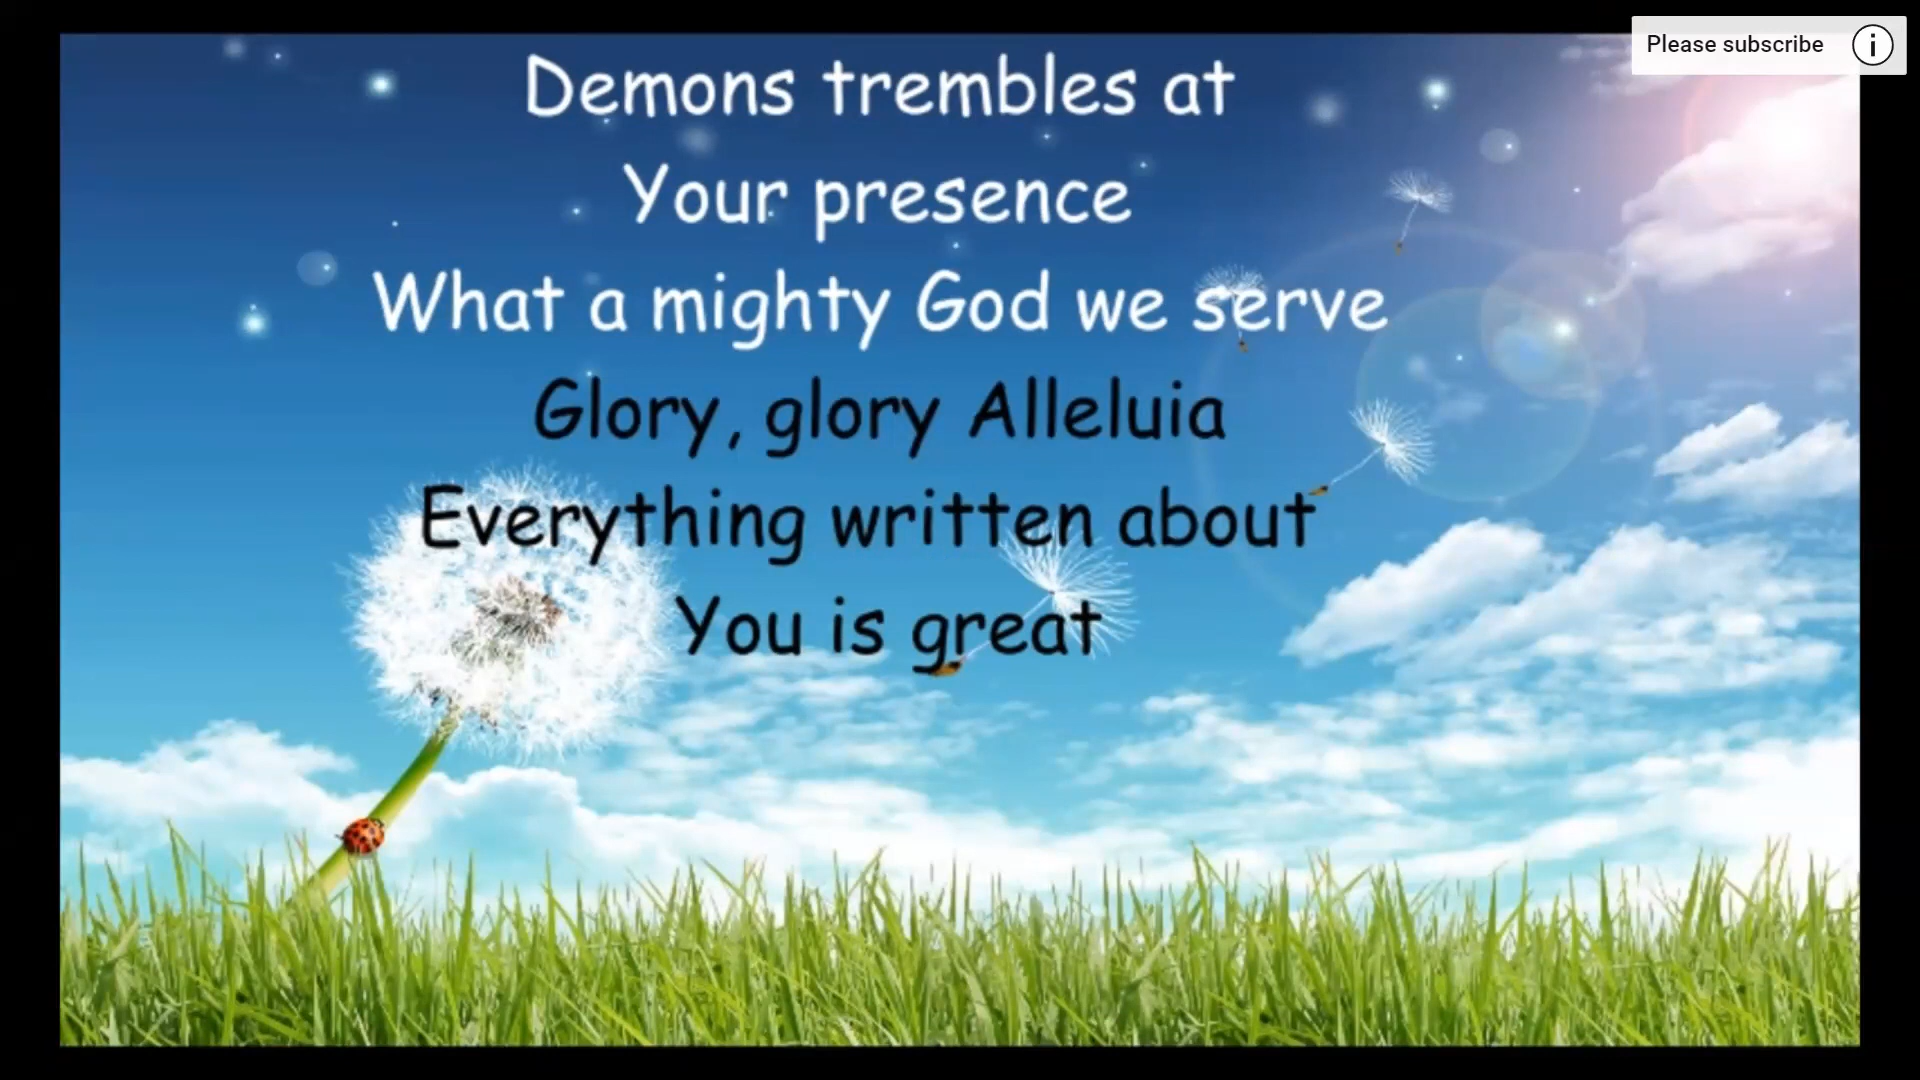 Please subscribe
Demons trembles at
Your presence
What a mighty God we serve
Glory, glory Alleluia
Everything written about
You is great